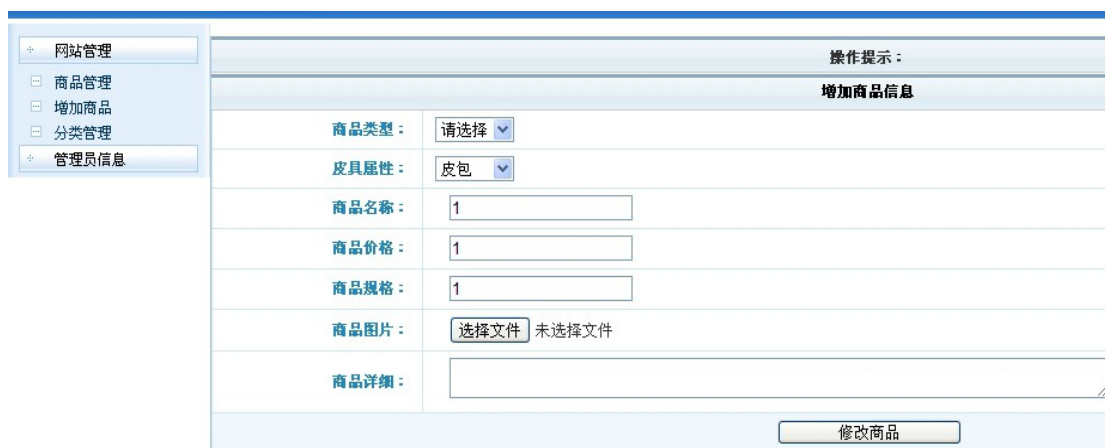 网站管理
商品管理
增加商品
分类管理
管理员信息
操作提示：
增加商品信息
商品类型： 请选择
皮具属性： 皮包
商品名称： 1
商品价格： 1
商品规格： 1
商品图片： 选择文件 未选择文件
商品详细：
修改商品